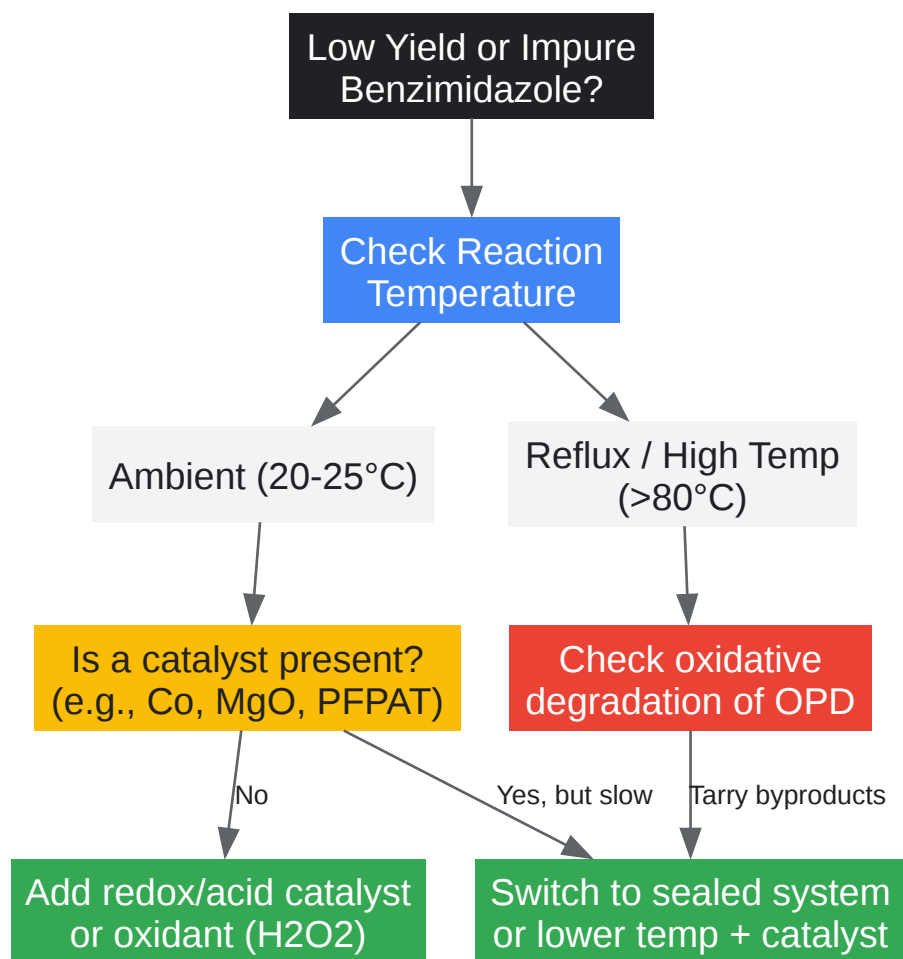 Low Yield or Impure
Benzimidazole?
Check Reaction
Temperature
Ambient (20-25°C)
Reflux / High Temp
(>80°C)
Is a catalyst present?
(e.g., Co, MgO, PFPAT)
Check oxidative
degradation of OPD
No
Yes, but slow
Tarry byproducts
Add redox/acid catalyst
or oxidant (H2O2)
Switch to sealed system
or lower temp + catalyst